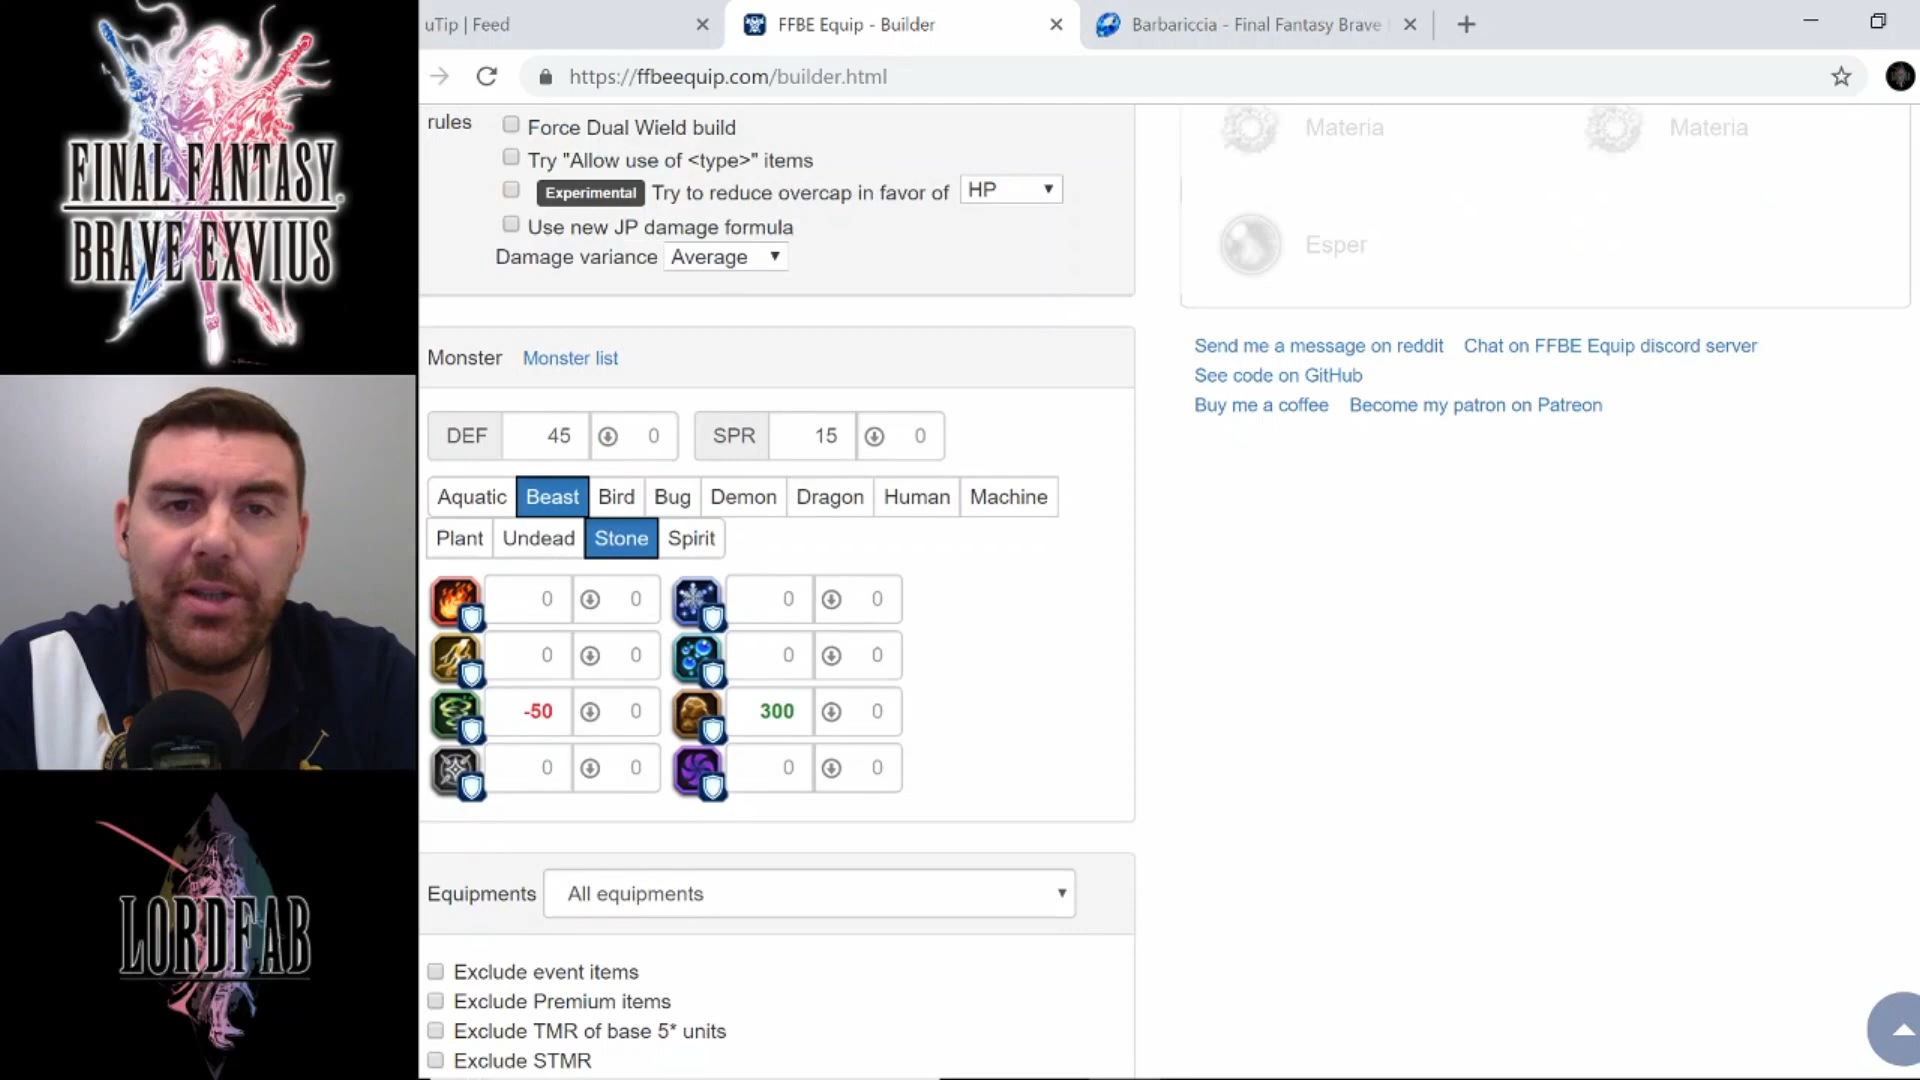 FINAL FANTASY
BRAVE EXVIUS
LORDFAB
uTip | Feed
FFBE Equip - Builder
Barbariccia - Final Fantasy Brave
https://ffbeequip.com/builder.html
rules
Force Dual Wield build
Try "Allow use of <type>" items
Experimental Try to reduce overcap in favor of HP
Use new JP damage formula
Damage variance Average
Materia Materia
Esper
Send me a message on reddit Chat on FFBE Equip discord server
See code on GitHub
Buy me a coffee Become my patron on Patreon
Monster Monster list
DEF 45 0 SPR 15 0
Aquatic Beast Bird Bug Demon Dragon Human Machine
Plant Undead Stone Spirit
0 0 0 0
0 0 0 0
-50 0 300 0
0 0 0 0
Equipments All equipments
Exclude event items
Exclude Premium items
Exclude TMR of base 5* units
Exclude STMR